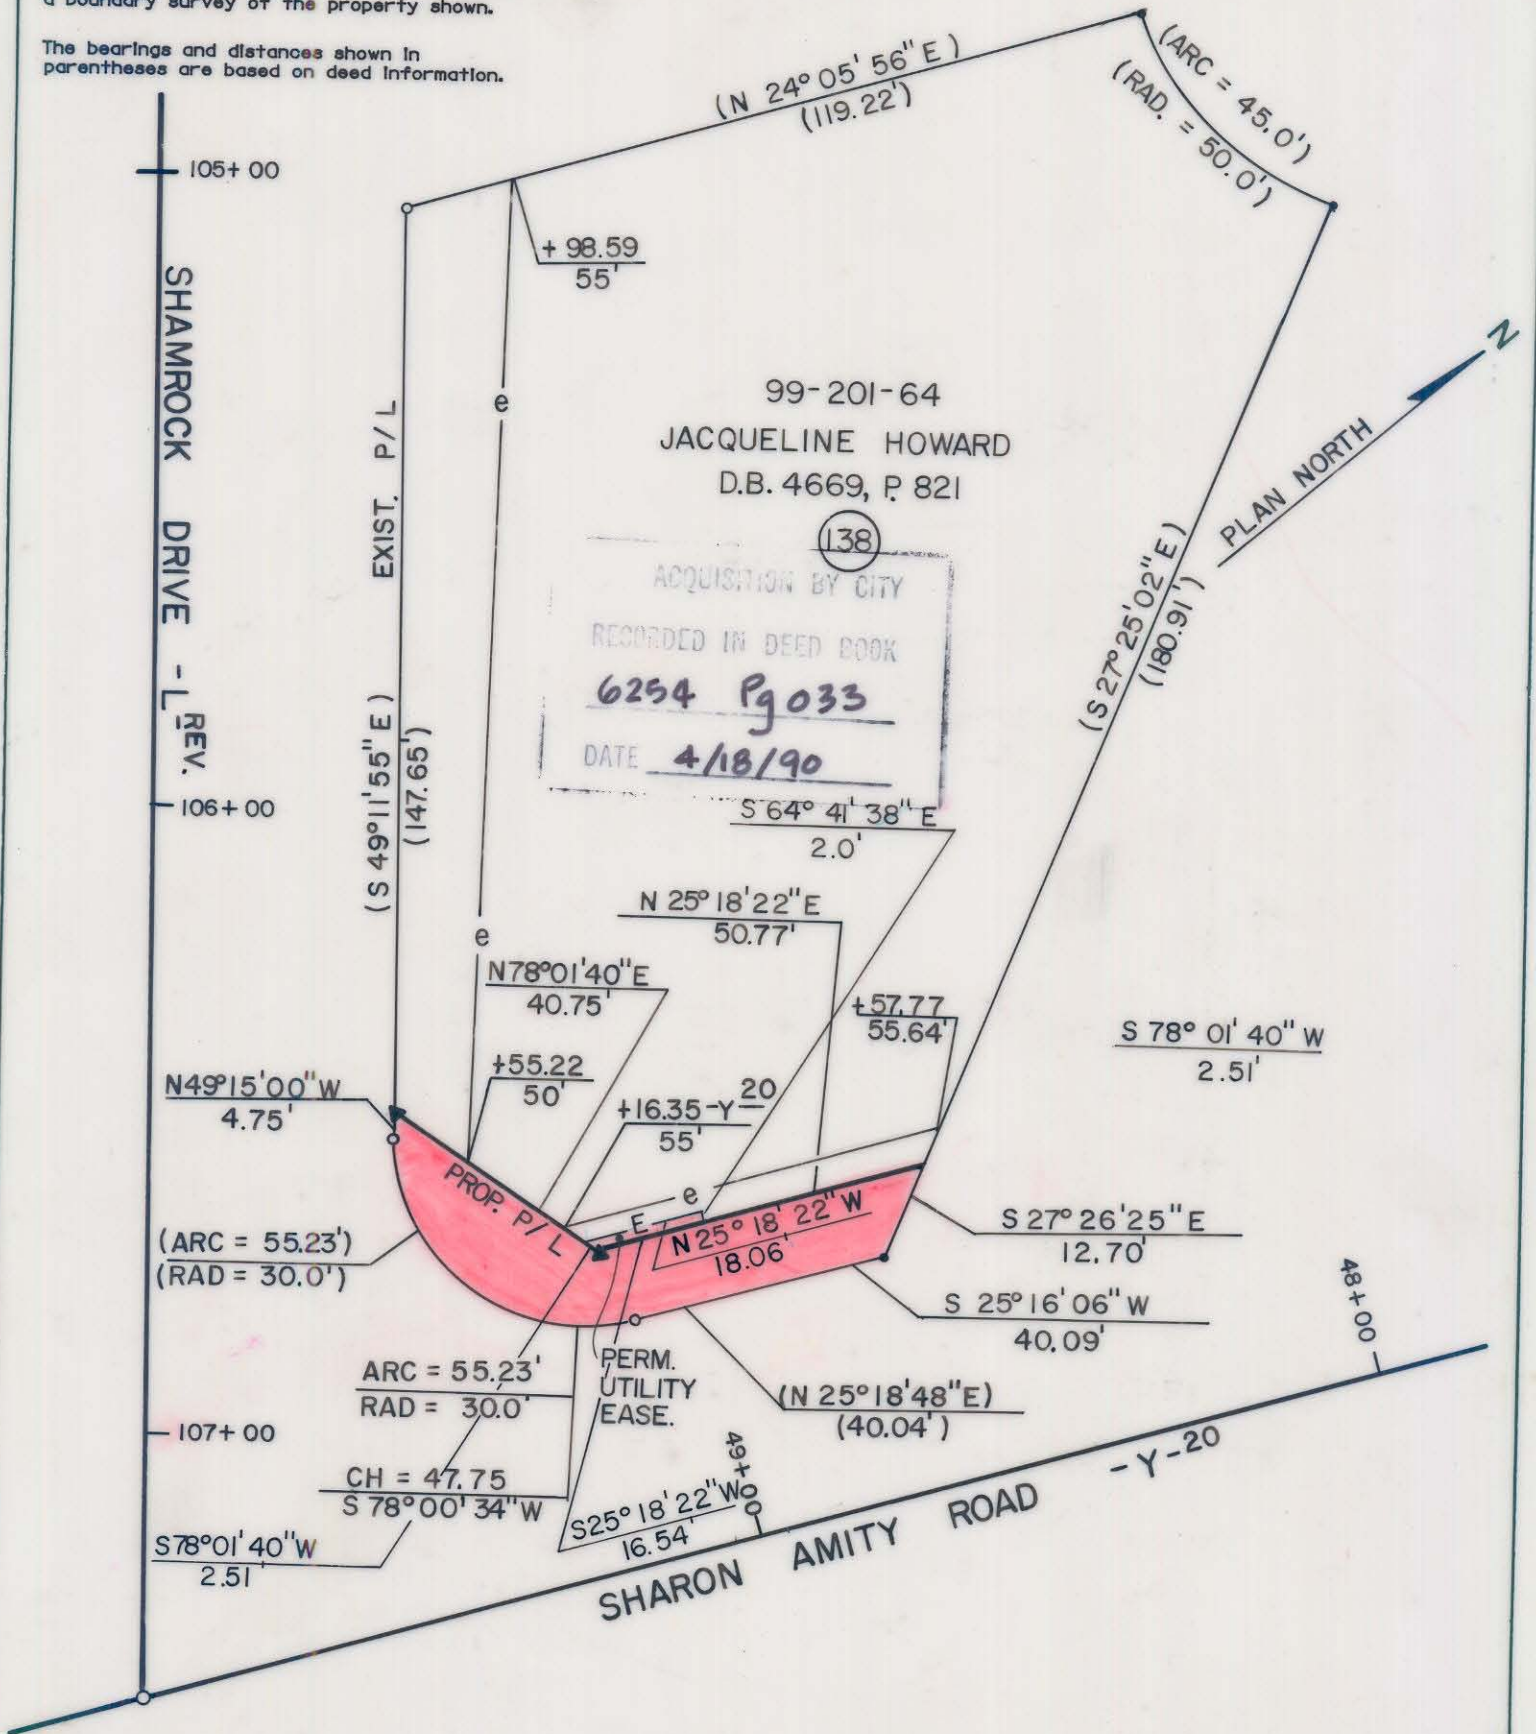 a boundary survey of the property shown.
The bearings and distances shown in
parentheses are based on deed information.
(N 24° 05' 56" E)
(119.22')
(ARC = 45.0')
(RAD. = 50.0')
105+00
+ 98.59
55'
SHAMROCK DRIVE -L REV.
EXIST. P/L
(S 49° 11' 55" E)
(147.65')
e
99-201-64
JACQUELINE HOWARD
D.B. 4669, P. 821
138
ACQUISITION BY CITY
RECORDED IN DEED BOOK
6254 Pg 033
DATE 4/18/90
N
PLAN NORTH
(S 27° 25' 02" E)
(180.91')
106+00
S 64° 41' 38" E
2.0'
N 25° 18' 22" E
50.77'
e
N78°01'40"E
40.75'
+57.77
55.64'
S 78° 01' 40" W
2.51'
+55.22
50'
N49°15'00"W
4.75'
+16.35-Y-20
55'
PROP. P/L
e
E
N 25° 18' 22" W
18.06'
S 27° 26' 25" E
12.70'
(ARC = 55.23')
(RAD = 30.0')
S 25° 16' 06" W
40.09'
48+00
ARC = 55.23'
RAD = 30.0'
PERM.
UTILITY
EASE.
(N 25° 18' 48" E)
(40.04')
107+00
CH = 47.75
S 78° 00' 34" W
49+00
S25° 18' 22" W
16.54'
S78°01'40"W
2.51'
SHARON AMITY ROAD -Y-20